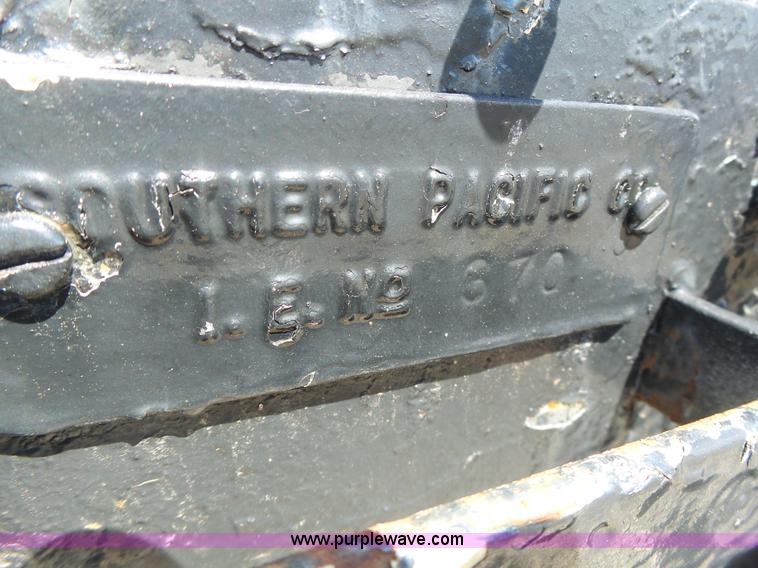 SOUTHERN PACIFIC CO
I. E. Nº 670
www.purplewave.com